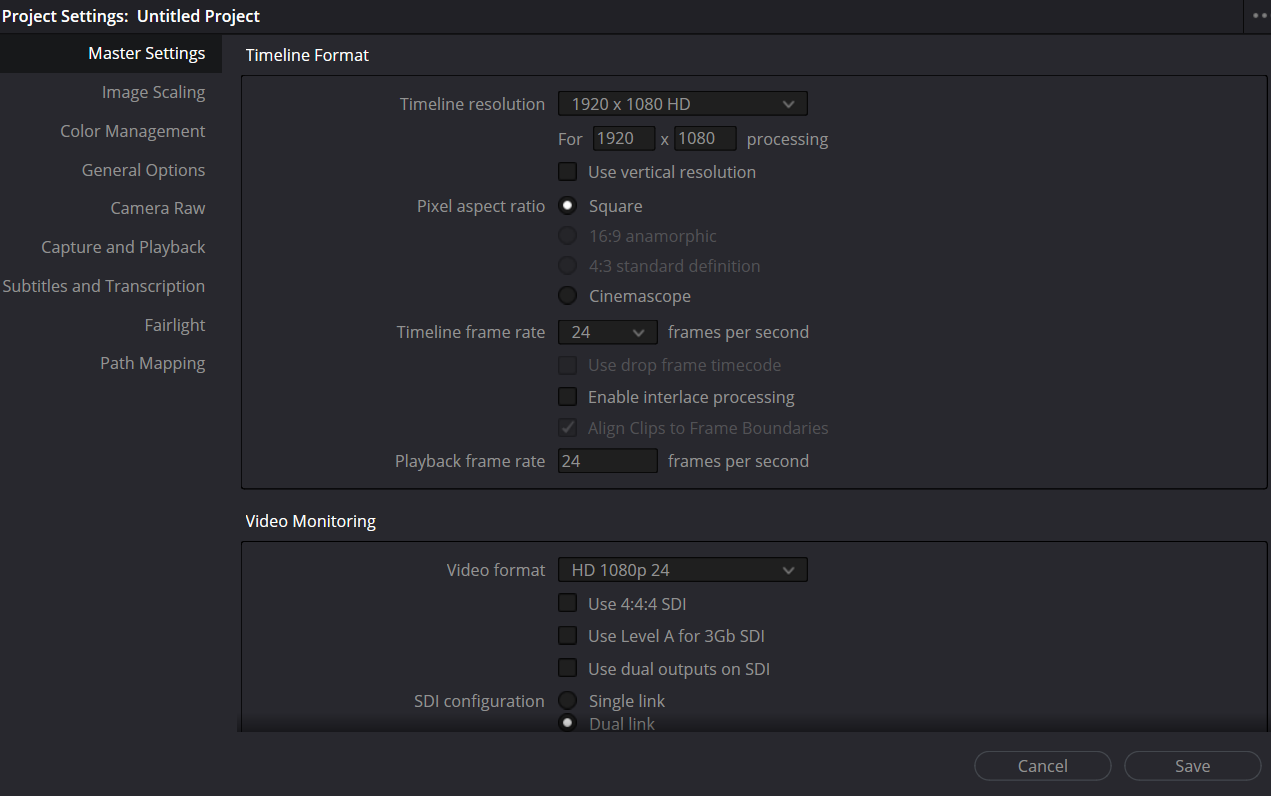 Project Settings: Untitled Project
Master Settings
Image Scaling
Color Management
General Options
Camera Raw
Capture and Playback
Subtitles and Transcription
Fairlight
Path Mapping
Timeline Format
Timeline resolution 1920 x 1080 HD
For 1920 x 1080 processing
Use vertical resolution
Pixel aspect ratio Square
16:9 anamorphic
4:3 standard definition
Cinemascope
Timeline frame rate 24 frames per second
Use drop frame timecode
Enable interlace processing
Align Clips to Frame Boundaries
Playback frame rate 24 frames per second
Video Monitoring
Video format HD 1080p 24
Use 4:4:4 SDI
Use Level A for 3Gb SDI
Use dual outputs on SDI
SDI configuration Single link
Dual link
Cancel Save